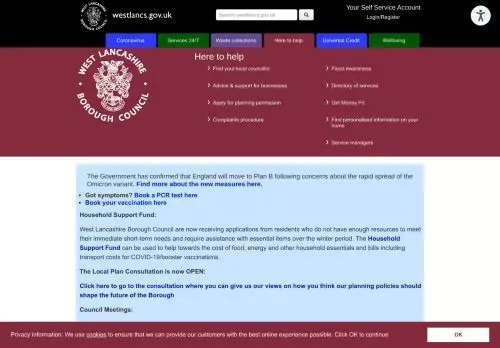 WEST LANCASHIRE
BOROUGH COUNCIL
westlancs.gov.uk
Search westlancs.gov.uk
Your Self Service Account
Login/Register
Coronavirus
Services 24/7
Waste collections
Here to help
Universal Credit
Wellbeing
WEST LANCASHIRE
BOROUGH COUNCIL
Here to help
Find your local councillor
Advice & support for businesses
Apply for planning permission
Complaints procedure
Flood Awareness
Directory of services
Get Money Fit
Find personalised information on your
home
Service managers
The Government has confirmed that England will move to Plan B following concerns about the rapid spread of the
Omicron variant. Find more about the new measures here.
Got symptoms? Book a PCR test here
Book your vaccination here
Household Support Fund:
West Lancashire Borough Council are now receiving applications from residents who do not have enough resources to meet
their immediate short-term needs and require assistance with essential items over the winter period. The Household
Support Fund can be used to help towards the cost of food, energy and other household essentials and bills including
transport costs for COVID-19/booster vaccinations.
The Local Plan Consultation is now OPEN:
Click here to go to the consultation where you can give us our views on how you think our planning policies should
shape the future of the Borough
Council Meetings:
Privacy Information: We use cookies to ensure that we can provide our customers with the best online experience possible. Click OK to continue.
OK